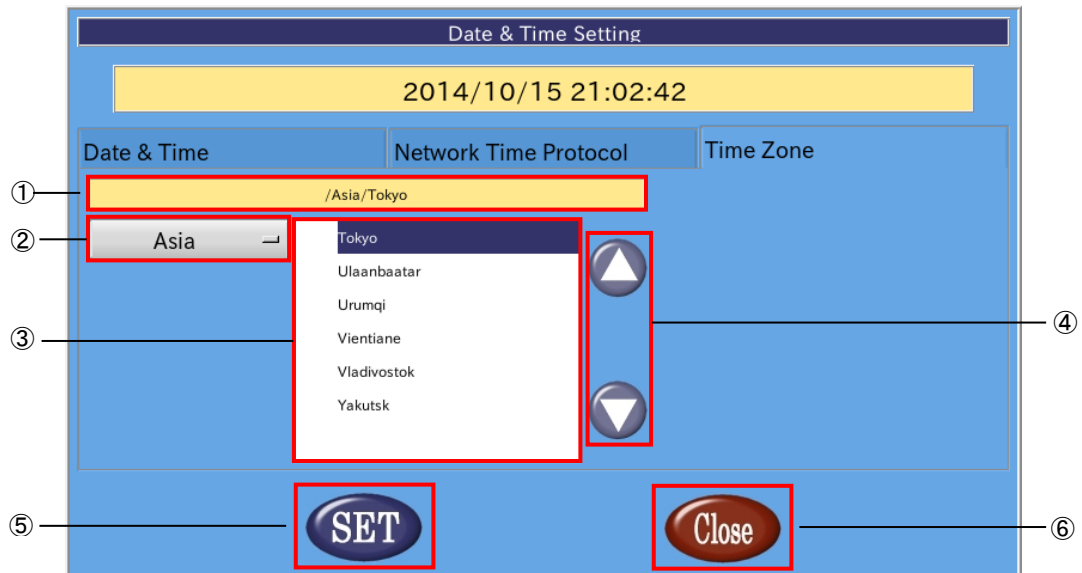 Date & Time Setting
2014/10/15 21:02:42
Date & Time Network Time Protocol Time Zone
① /Asia/Tokyo
② Asia Tokyo
Ulaanbaatar
Urumqi
③ Vientiane ④
Vladivostok
Yakutsk
⑤ SET Close ⑥